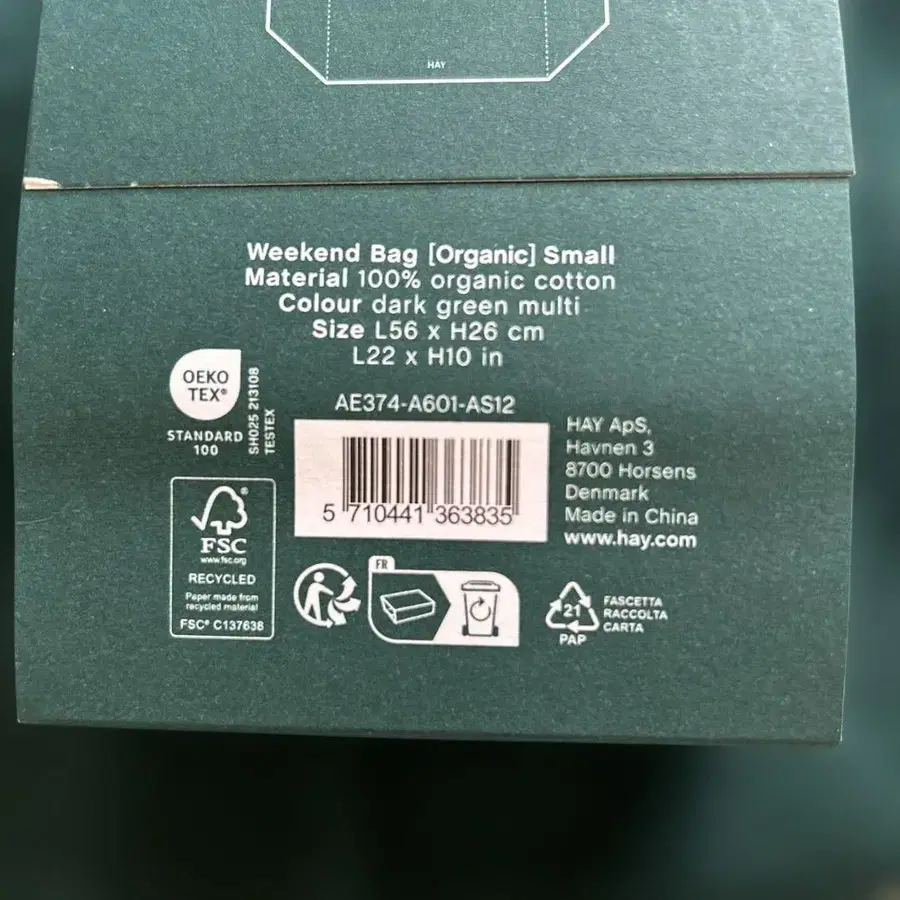 HAY
Weekend Bag [Organic] Small
Material 100% organic cotton
Colour dark green multi
Size L56 x H26 cm
L22 x H10 in
OEKO
TEX®
STANDARD
100
SH025 213108
TESTEX
AE374-A601-AS12
5 710441 363835
HAY ApS,
Havnen 3
8700 Horsens
Denmark
Made in China
www.hay.com
FSC
www.fsc.org
RECYCLED
Paper made from
recycled material
FSC® C137638
FR
21
PAP
FASCETTA
RACCOLTA
CARTA